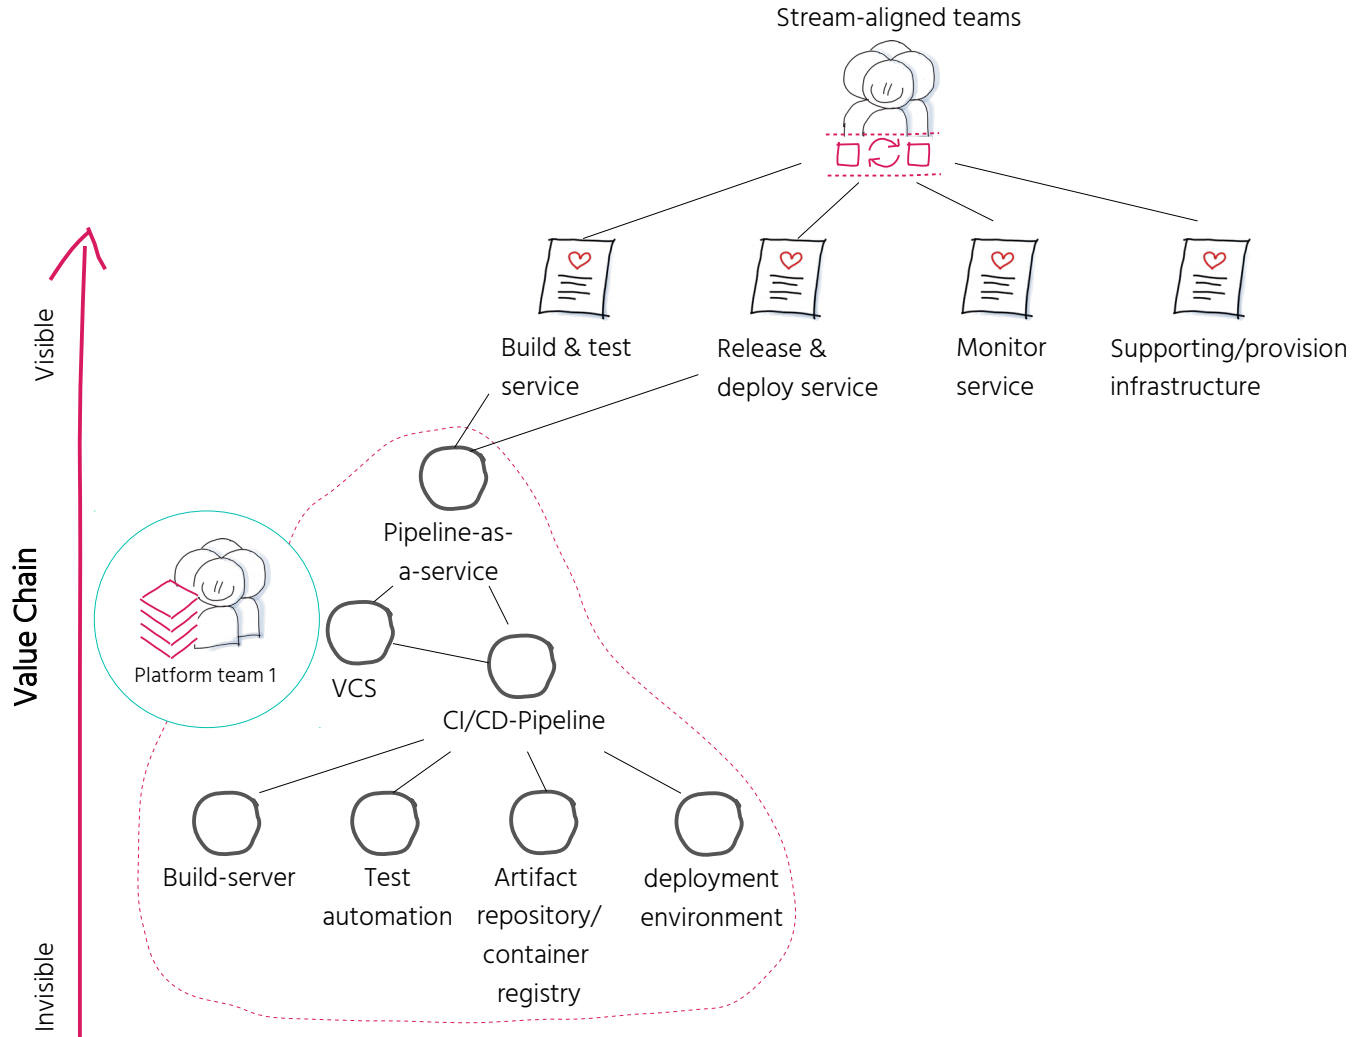 Stream-aligned teams
Build & test
service
Release &
deploy service
Monitor
service
Supporting/provision
infrastructure
Visible
Value Chain
Invisible
Pipeline-as-
a-service
Platform team 1
VCS
CI/CD-Pipeline
Build-server
Test
automation
Artifact
repository/
container
registry
deployment
environment